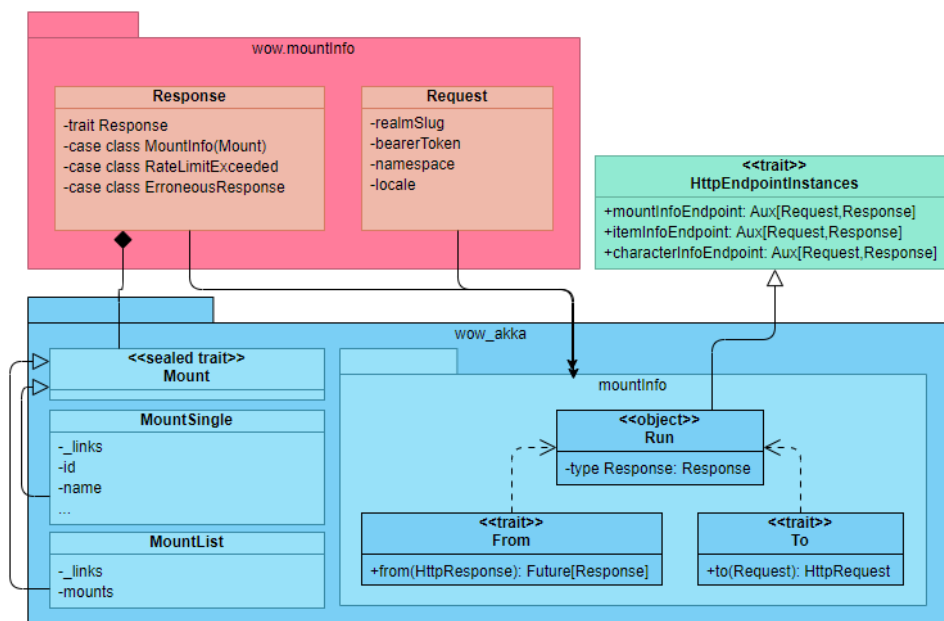 wow.mountInfo
Response
-trait Response
-case class MountInfo(Mount)
-case class RateLimitExceeded
-case class ErroneousResponse
Request
-realmSlug
-bearerToken
-namespace
-locale
<<trait>>
HttpEndpointInstances
+mountInfoEndpoint: Aux[Request,Response]
+itemInfoEndpoint: Aux[Request,Response]
+characterInfoEndpoint: Aux[Request,Response]
wow_akka
<<sealed trait>>
Mount
MountSingle
-_links
-id
-name
...
MountList
-_links
-mounts
mountInfo
<<object>>
Run
-type Response: Response
<<trait>>
From
+from(HttpResponse): Future[Response]
<<trait>>
To
+to(Request): HttpRequest